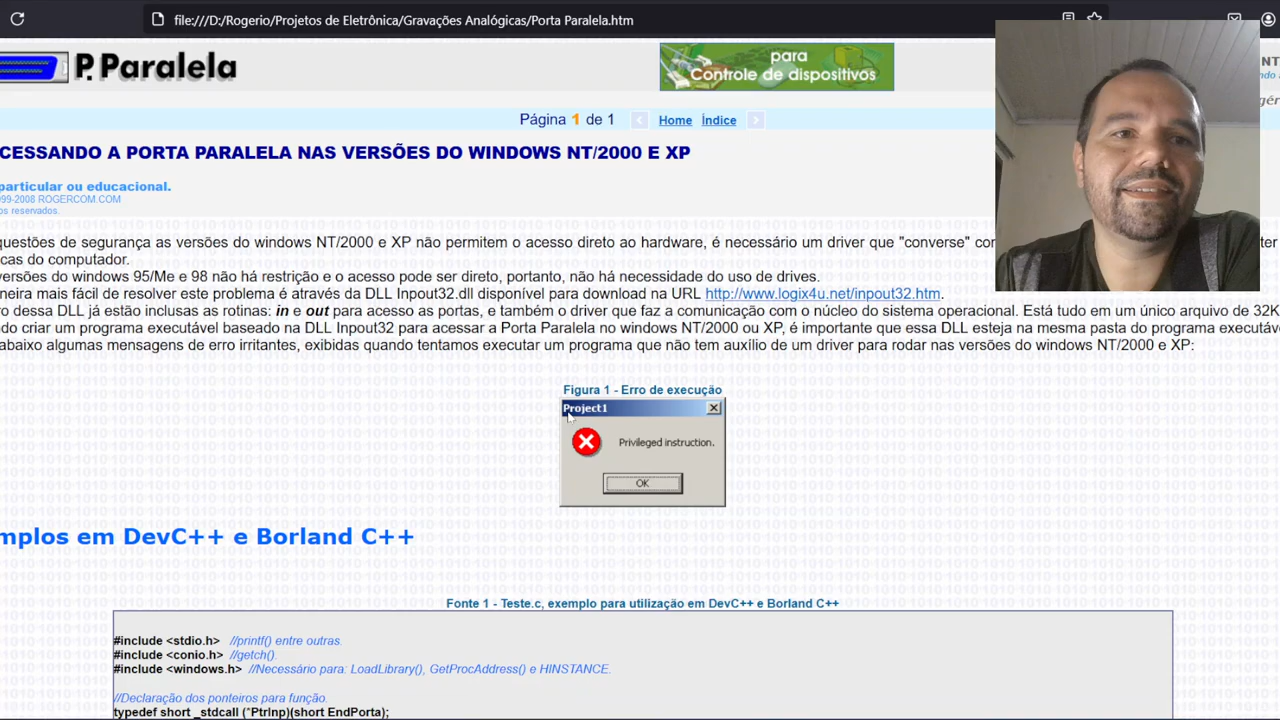 file:///D:/Rogerio/Projetos de Eletrônica/Gravações Analógicas/Porta Paralela.htm
P.Paralela
para
Controle de dispositivos
NT
Página 1 de 1 < Home Índice >
CESSANDO A PORTA PARALELA NAS VERSÕES DO WINDOWS NT/2000 E XP
particular ou educacional.
99-2008 ROGERCOM.COM
os reservados.
questões de segurança as versões do windows NT/2000 e XP não permitem o acesso direto ao hardware, é necessário um driver que "converse" cor ter
cas do computador.
versões do windows 95/Me e 98 não há restrição e o acesso pode ser direto, portanto, não há necessidade do uso de drives.
neira mais fácil de resolver este problema é através da DLL Inpout32.dll disponível para download na URL http://www.logix4u.net/inpout32.htm.
ro dessa DLL já estão inclusas as rotinas: in e out para acesso as portas, e também o driver que faz a comunicação com o núcleo do sistema operacional. Está tudo em um único arquivo de 32K
ndo criar um programa executável baseado na DLL Inpout32 para acessar a Porta Paralela no windows NT/2000 ou XP, é importante que essa DLL esteja na mesma pasta do programa executáve
abaixo algumas mensagens de erro irritantes, exibidas quando tentamos executar um programa que não tem auxílio de um driver para rodar nas versões do windows NT/2000 e XP:
Figura 1 - Erro de execução
Project1
Privileged instruction.
OK
mplos em DevC++ e Borland C++
Fonte 1 - Teste.c, exemplo para utilização em DevC++ e Borland C++
#include <stdio.h> //printf() entre outras.
#include <conio.h> //getch().
#include <windows.h> //Necessário para: LoadLibrary(), GetProcAddress() e HINSTANCE.
//Declaração dos ponteiros para função.
typedef short _stdcall (*PtrInp)(short EndPorta);